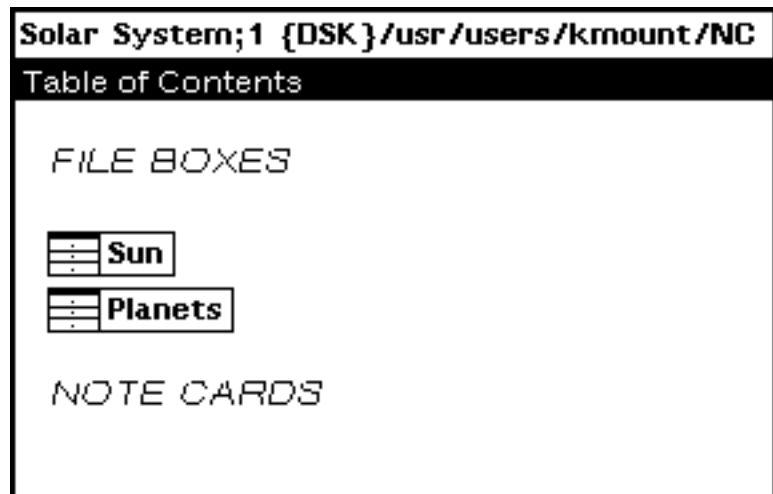 Solar System;1 {DSK}/usr/users/kmount/NC
Table of Contents
FILE BOXES
Sun
Planets
NOTE CARDS